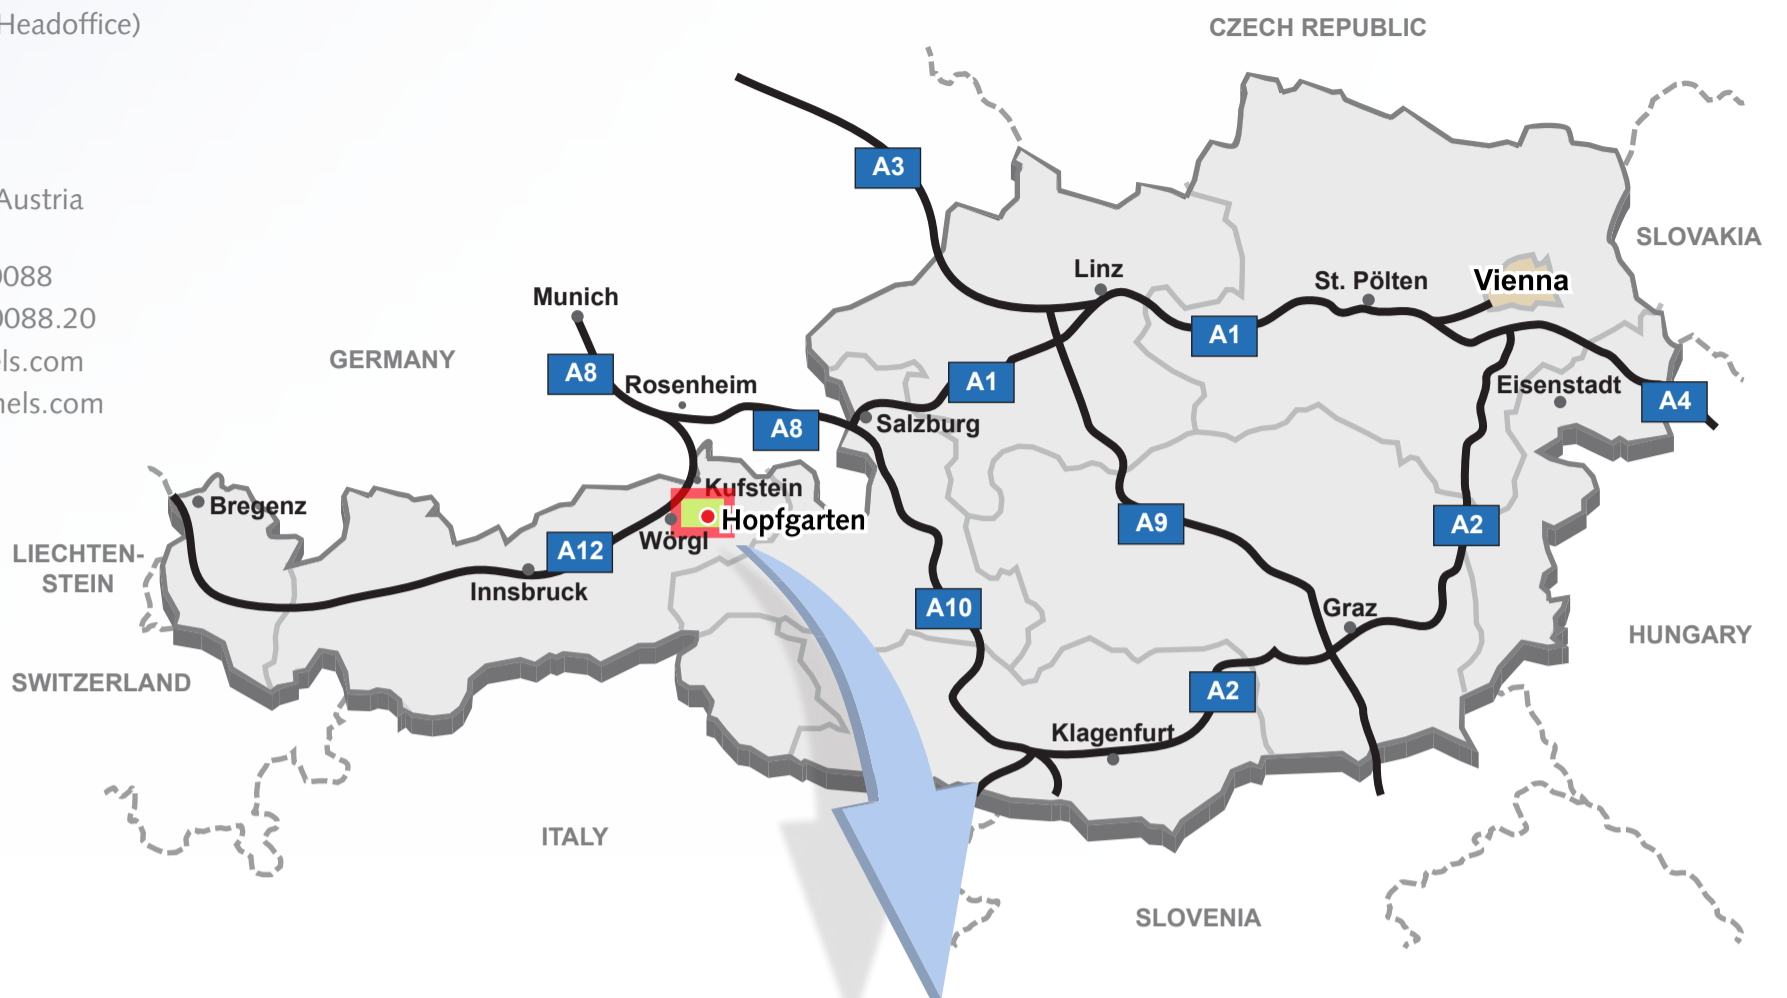 Headoffice)
Austria
0088
0088.20
els.com
nels.com
CZECH REPUBLIC
A3
SLOVAKIA
Linz
St. Pölten
Vienna
Munich
A1
GERMANY
A8
Rosenheim
A1
Eisenstadt
A4
A8
Salzburg
Kufstein
Bregenz
Hopfgarten
A9
A2
Wörgl
A12
LIECHTEN-
STEIN
Innsbruck
A10
Graz
HUNGARY
SWITZERLAND
A2
Klagenfurt
ITALY
SLOVENIA